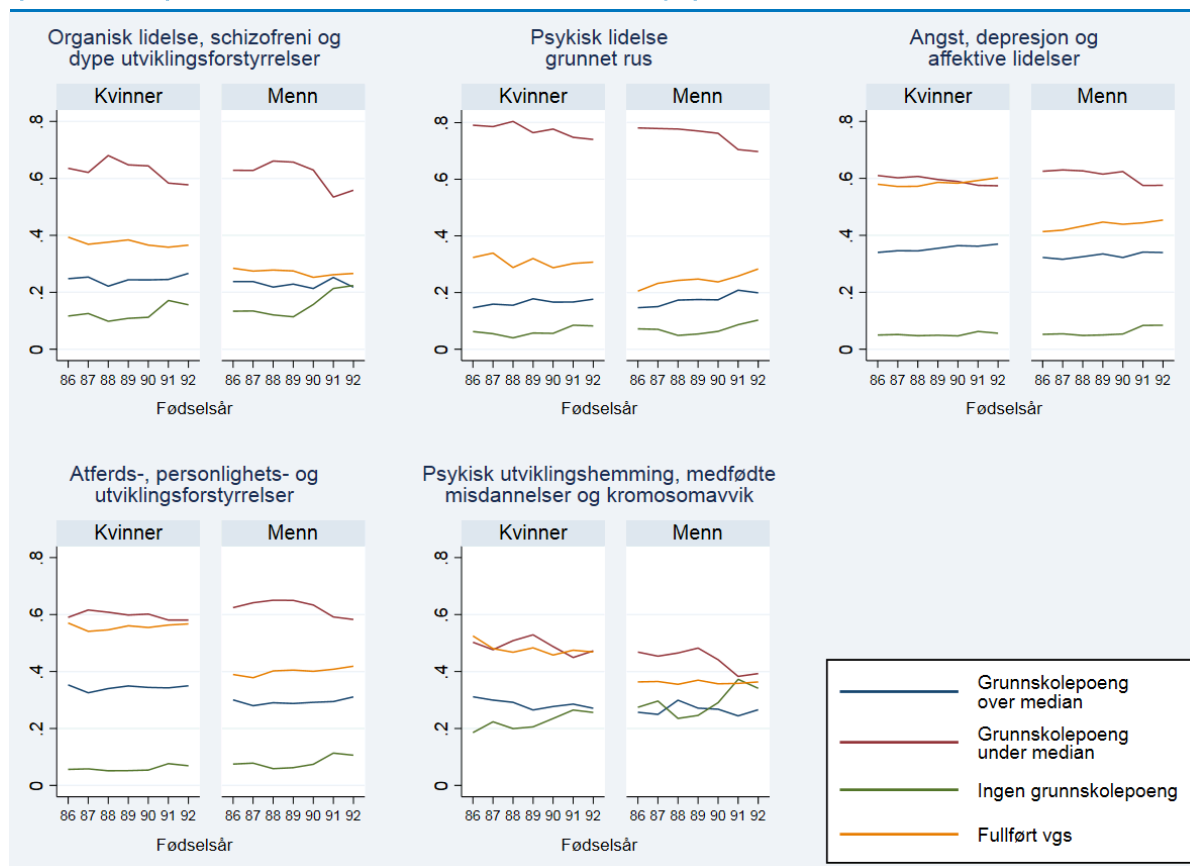 Organisk lidelse, schizofreni og
dype utviklingsforstyrrelser
Kvinner Menn
.8
.6
.4
.2
0
86 87 88 89 90 91 92 86 87 88 89 90 91 92
Fødselsår
Psykisk lidelse
grunnet rus
Kvinner Menn
.8
.6
.4
.2
0
86 87 88 89 90 91 92 86 87 88 89 90 91 92
Fødselsår
Angst, depresjon og
affektive lidelser
Kvinner Menn
.8
.6
.4
.2
0
86 87 88 89 90 91 92 86 87 88 89 90 91 92
Fødselsår
Atferds-, personlighets- og
utviklingsforstyrrelser
Kvinner Menn
.8
.6
.4
.2
0
86 87 88 89 90 91 92 86 87 88 89 90 91 92
Fødselsår
Psykisk utviklingshemming, medfødte
misdannelser og kromosomavvik
Kvinner Menn
.8
.6
.4
.2
0
86 87 88 89 90 91 92 86 87 88 89 90 91 92
Fødselsår
Grunnskolepoeng
over median
Grunnskolepoeng
under median
Ingen grunnskolepoeng
Fullført vgs